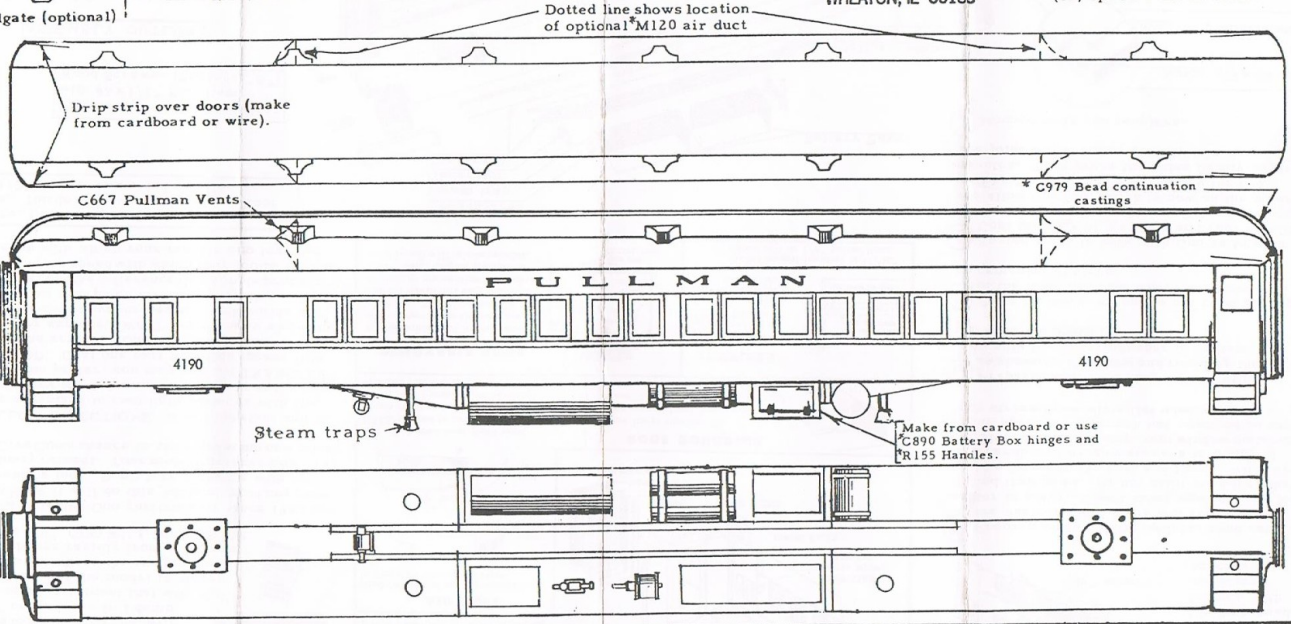 lgate (optional)
Dotted line shows location
of optional *M120 air duct
WHEATON, IL 60188
Drip strip over doors (make
from cardboard or wire).
C667 Pullman Vents
* C979 Bead continuation
castings
PULLMAN
4190
4190
Steam traps
Make from cardboard or use
*C890 Battery Box hinges and
*R155 Handles.